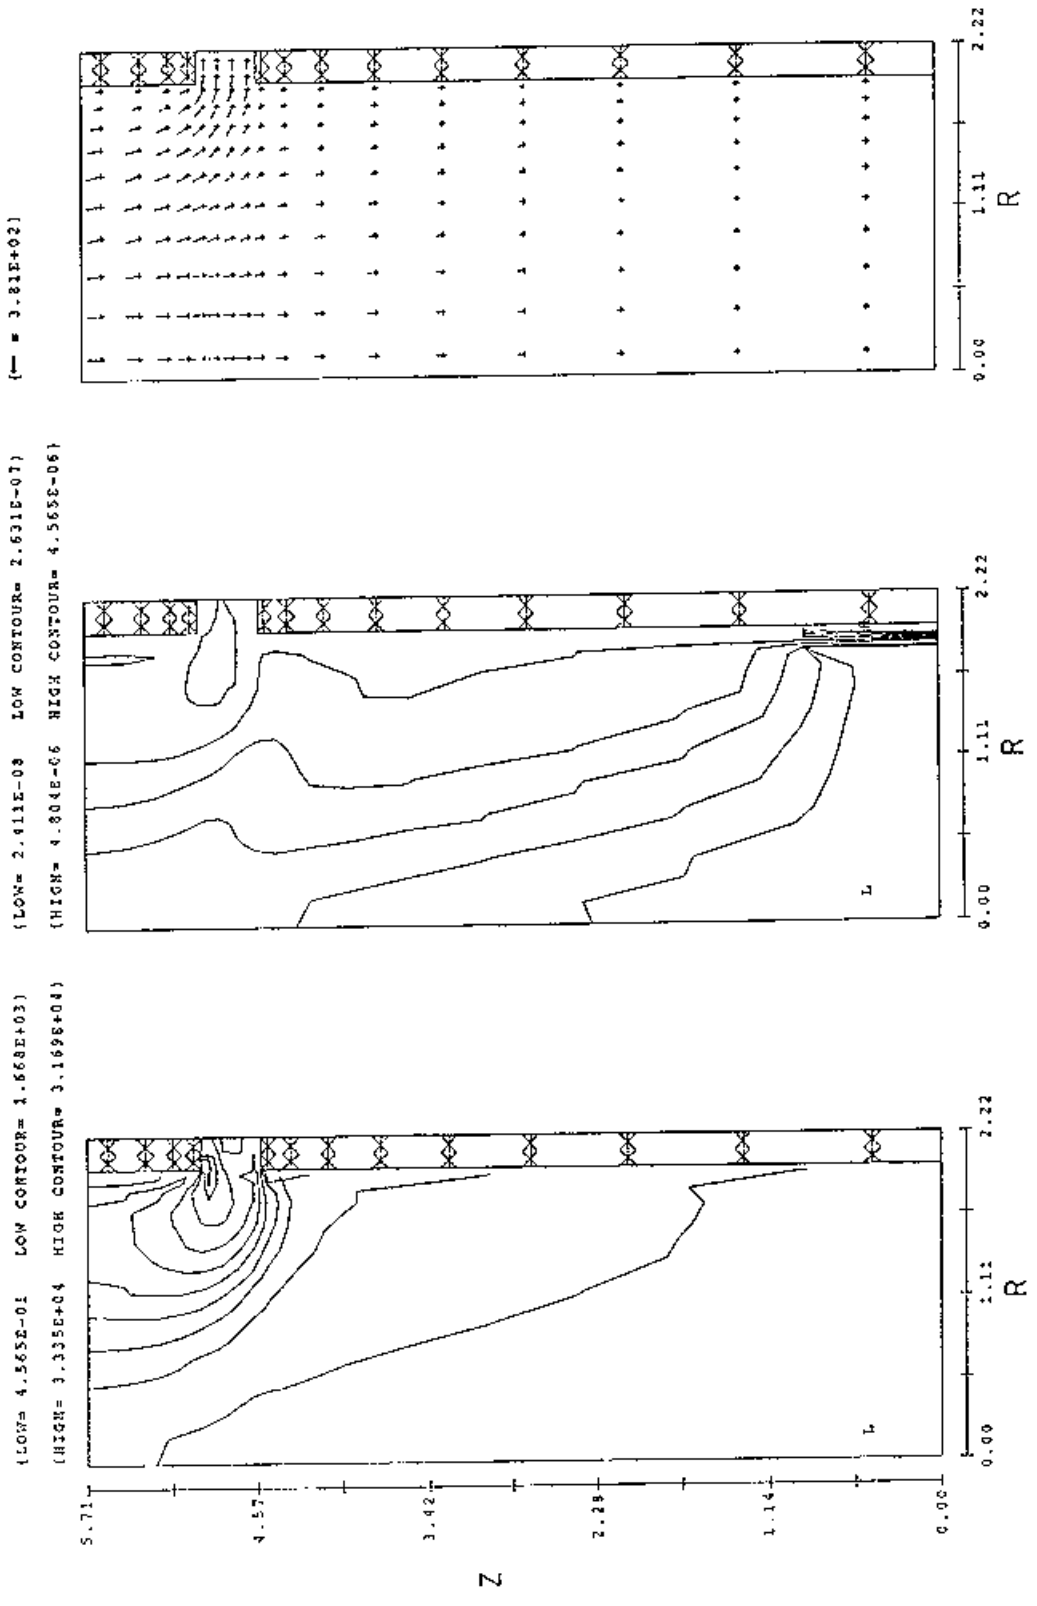 (← = 3.81E+02)
2.22
1.11
0.00
R
(LOW= 2.411E-08 LOW CONTOUR= 2.631E-07)
(HIGH= 4.804E-06 HIGH CONTOUR= 4.565E-06)
2.22
1.11
0.00
R
L
(LOW= 4.565E-01 LOW CONTOUR= 1.668E+03)
(HIGH= 3.335E+04 HIGH CONTOUR= 3.169E+04)
2.22
1.11
0.00
R
L
5.71
4.57
3.42
2.28
1.14
0.00
Z